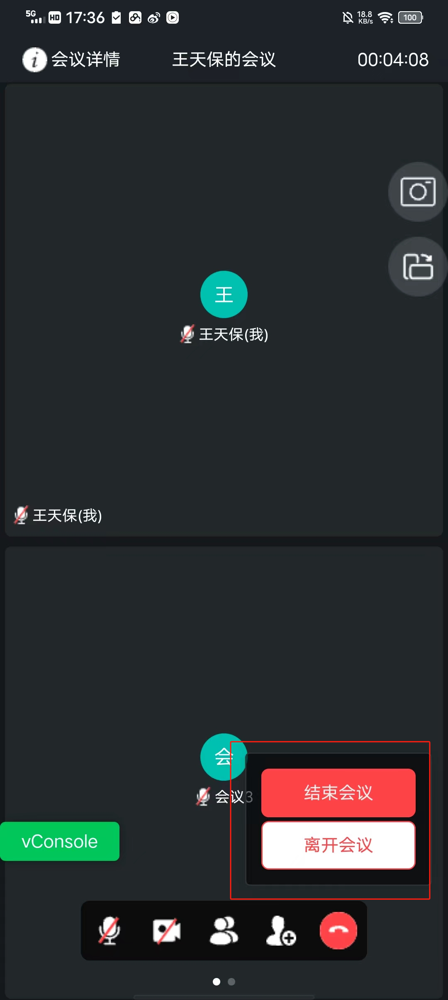 5G HD 17:36 18.8 KB/s 100
会议详情 王天保的会议 00:04:08
王
王天保(我)
王天保(我)
会
会议3
结束会议
vConsole
离开会议